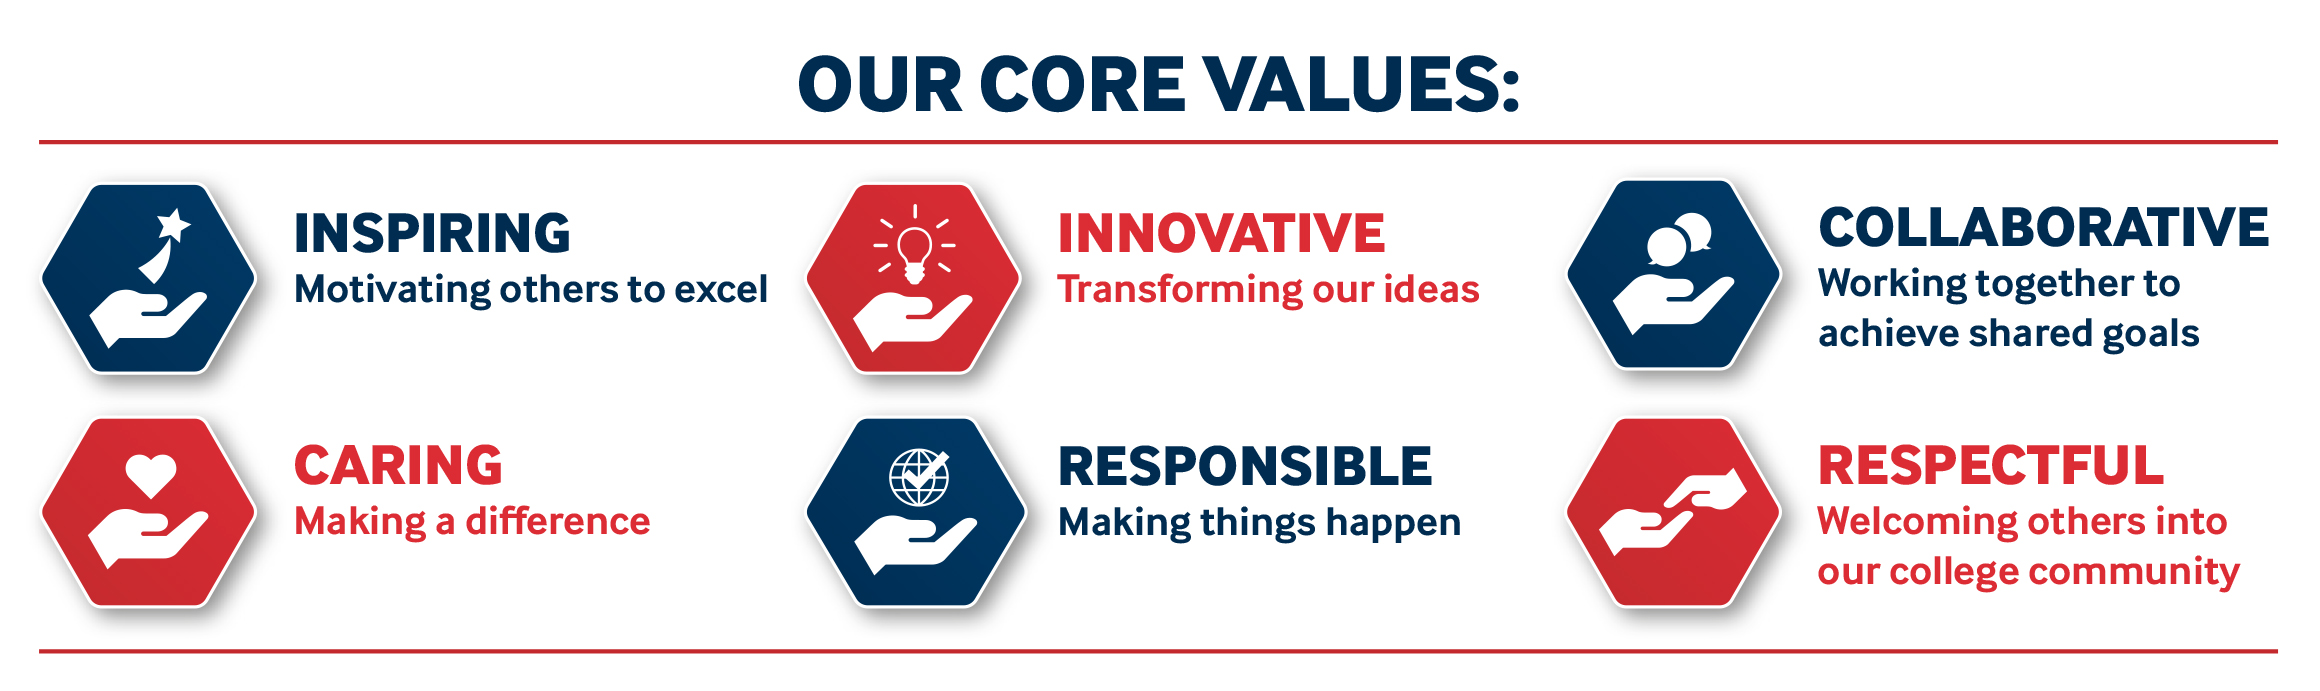 OUR CORE VALUES:
INSPIRING
Motivating others to excel
INNOVATIVE
Transforming our ideas
COLLABORATIVE
Working together to
achieve shared goals
CARING
Making a difference
RESPONSIBLE
Making things happen
RESPECTFUL
Welcoming others into
our college community